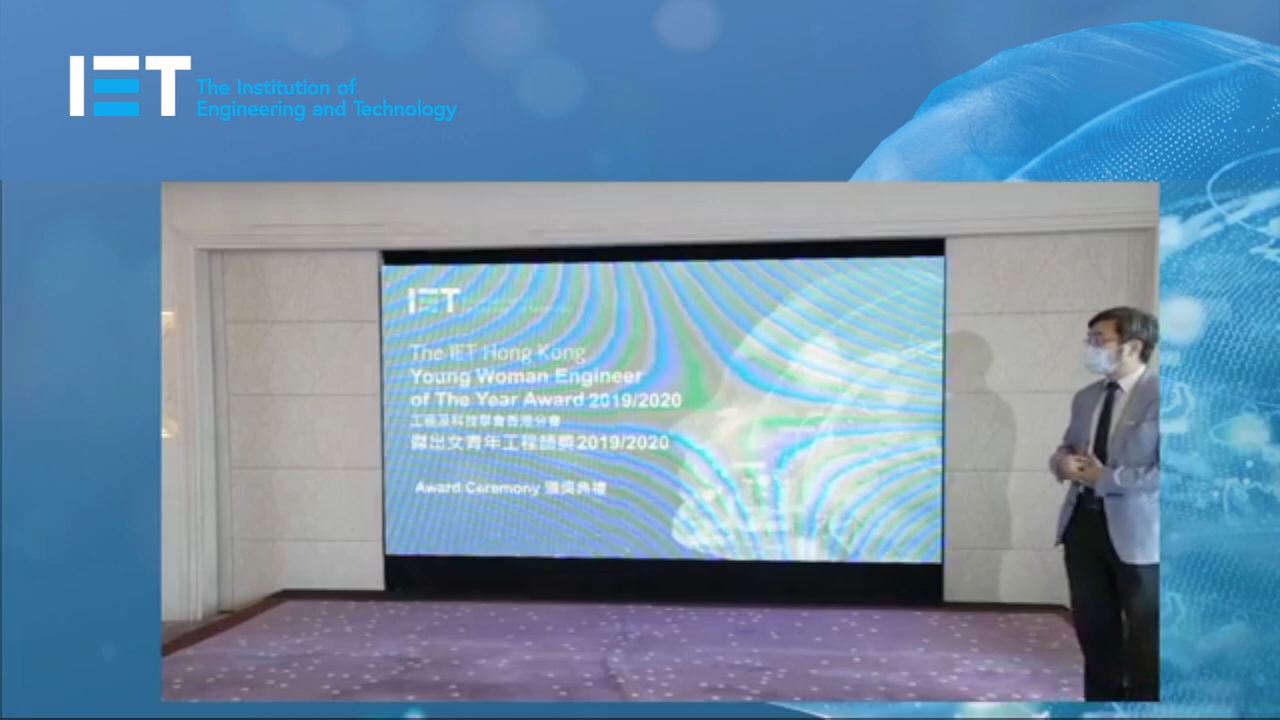 IET
The Institution of
Engineering and Technology
IET
The IET Hong Kong
Young Woman Engineer
of The Year Award 2019/2020
工程及科技學會香港分會
傑出女青年工程師獎2019/2020
Award Ceremony 頒獎典禮